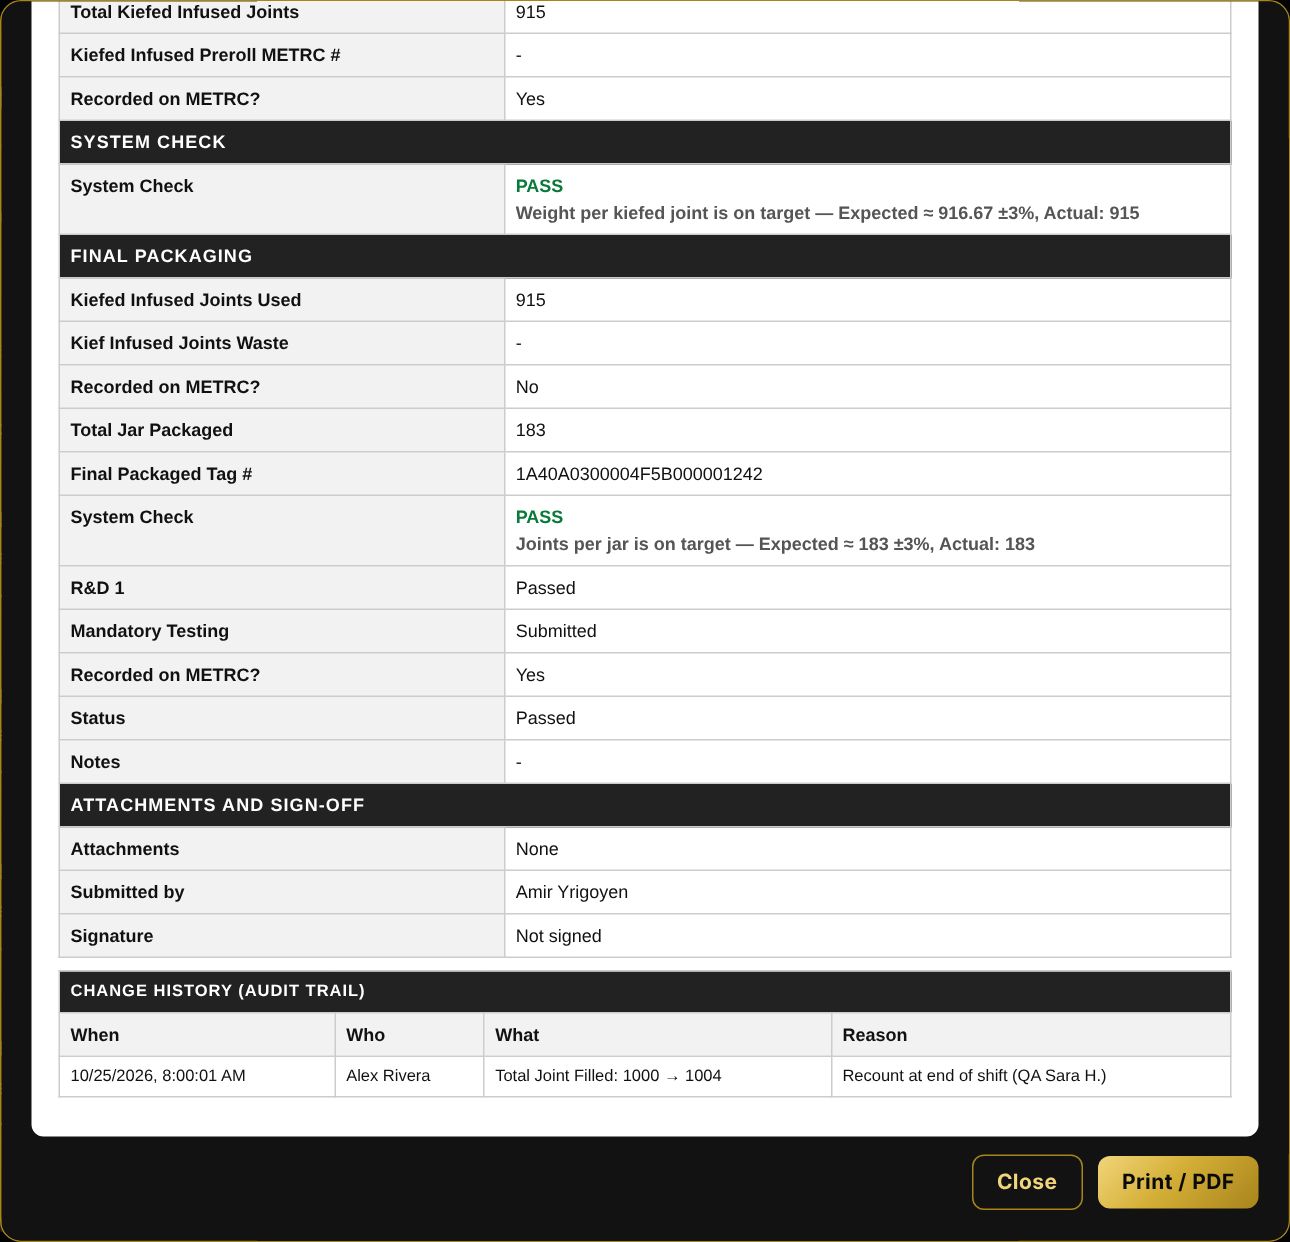 Total Kiefed Infused Joints 915
Kiefed Infused Preroll METRC # -
Recorded on METRC? Yes
SYSTEM CHECK
System Check PASS
Weight per kiefed joint is on target — Expected ≈ 916.67 ±3%, Actual: 915
FINAL PACKAGING
Kiefed Infused Joints Used 915
Kief Infused Joints Waste -
Recorded on METRC? No
Total Jar Packaged 183
Final Packaged Tag # 1A40A0300004F5B000001242
System Check PASS
Joints per jar is on target — Expected ≈ 183 ±3%, Actual: 183
R&D 1 Passed
Mandatory Testing Submitted
Recorded on METRC? Yes
Status Passed
Notes -
ATTACHMENTS AND SIGN-OFF
Attachments None
Submitted by Amir Yrigoyen
Signature Not signed
CHANGE HISTORY (AUDIT TRAIL)
When Who What Reason
10/25/2026, 8:00:01 AM Alex Rivera Total Joint Filled: 1000 → 1004 Recount at end of shift (QA Sara H.)
Close Print / PDF